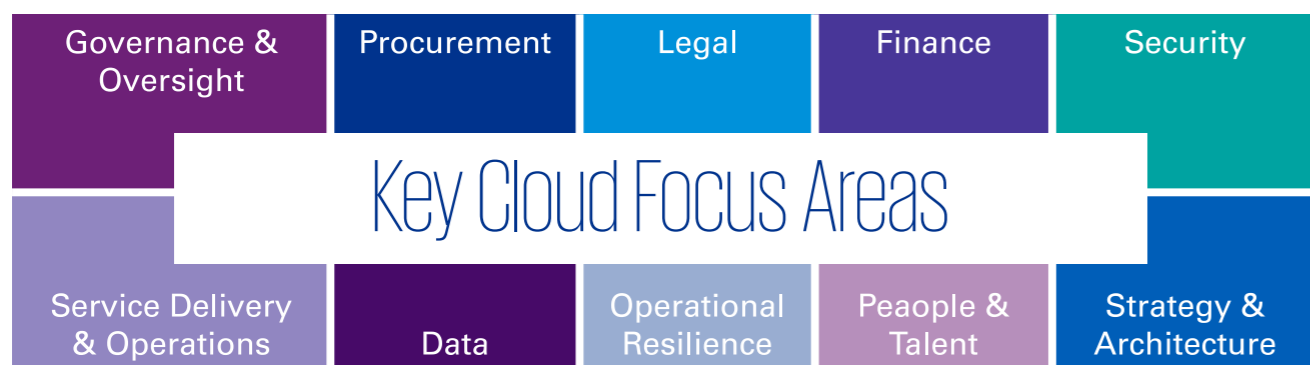 Governance &
Oversight
Procurement
Legal
Finance
Security
Key Cloud Focus Areas
Service Delivery
& Operations
Data
Operational
Resilience
Peaople &
Talent
Strategy &
Architecture